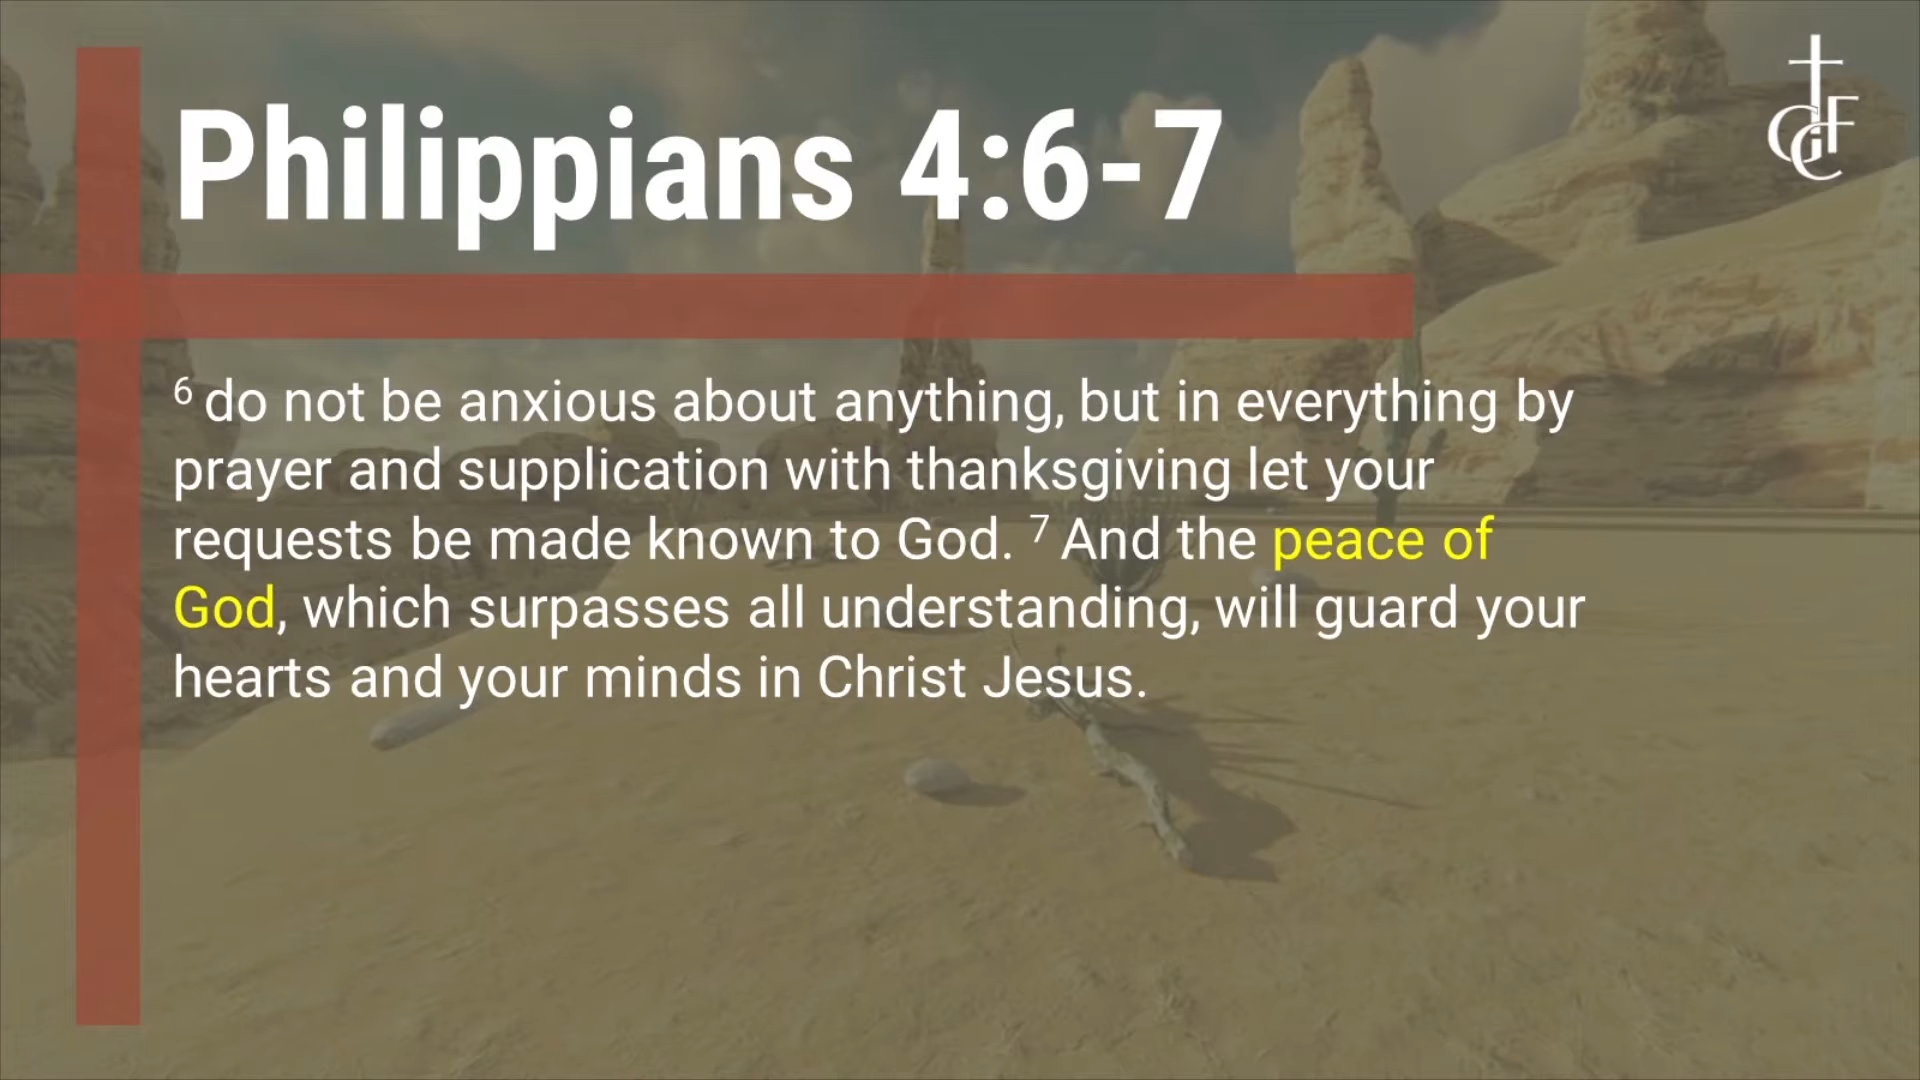 Philippians 4:6-7
6 do not be anxious about anything, but in everything by
prayer and supplication with thanksgiving let your
requests be made known to God. 7 And the peace of
God, which surpasses all understanding, will guard your
hearts and your minds in Christ Jesus.